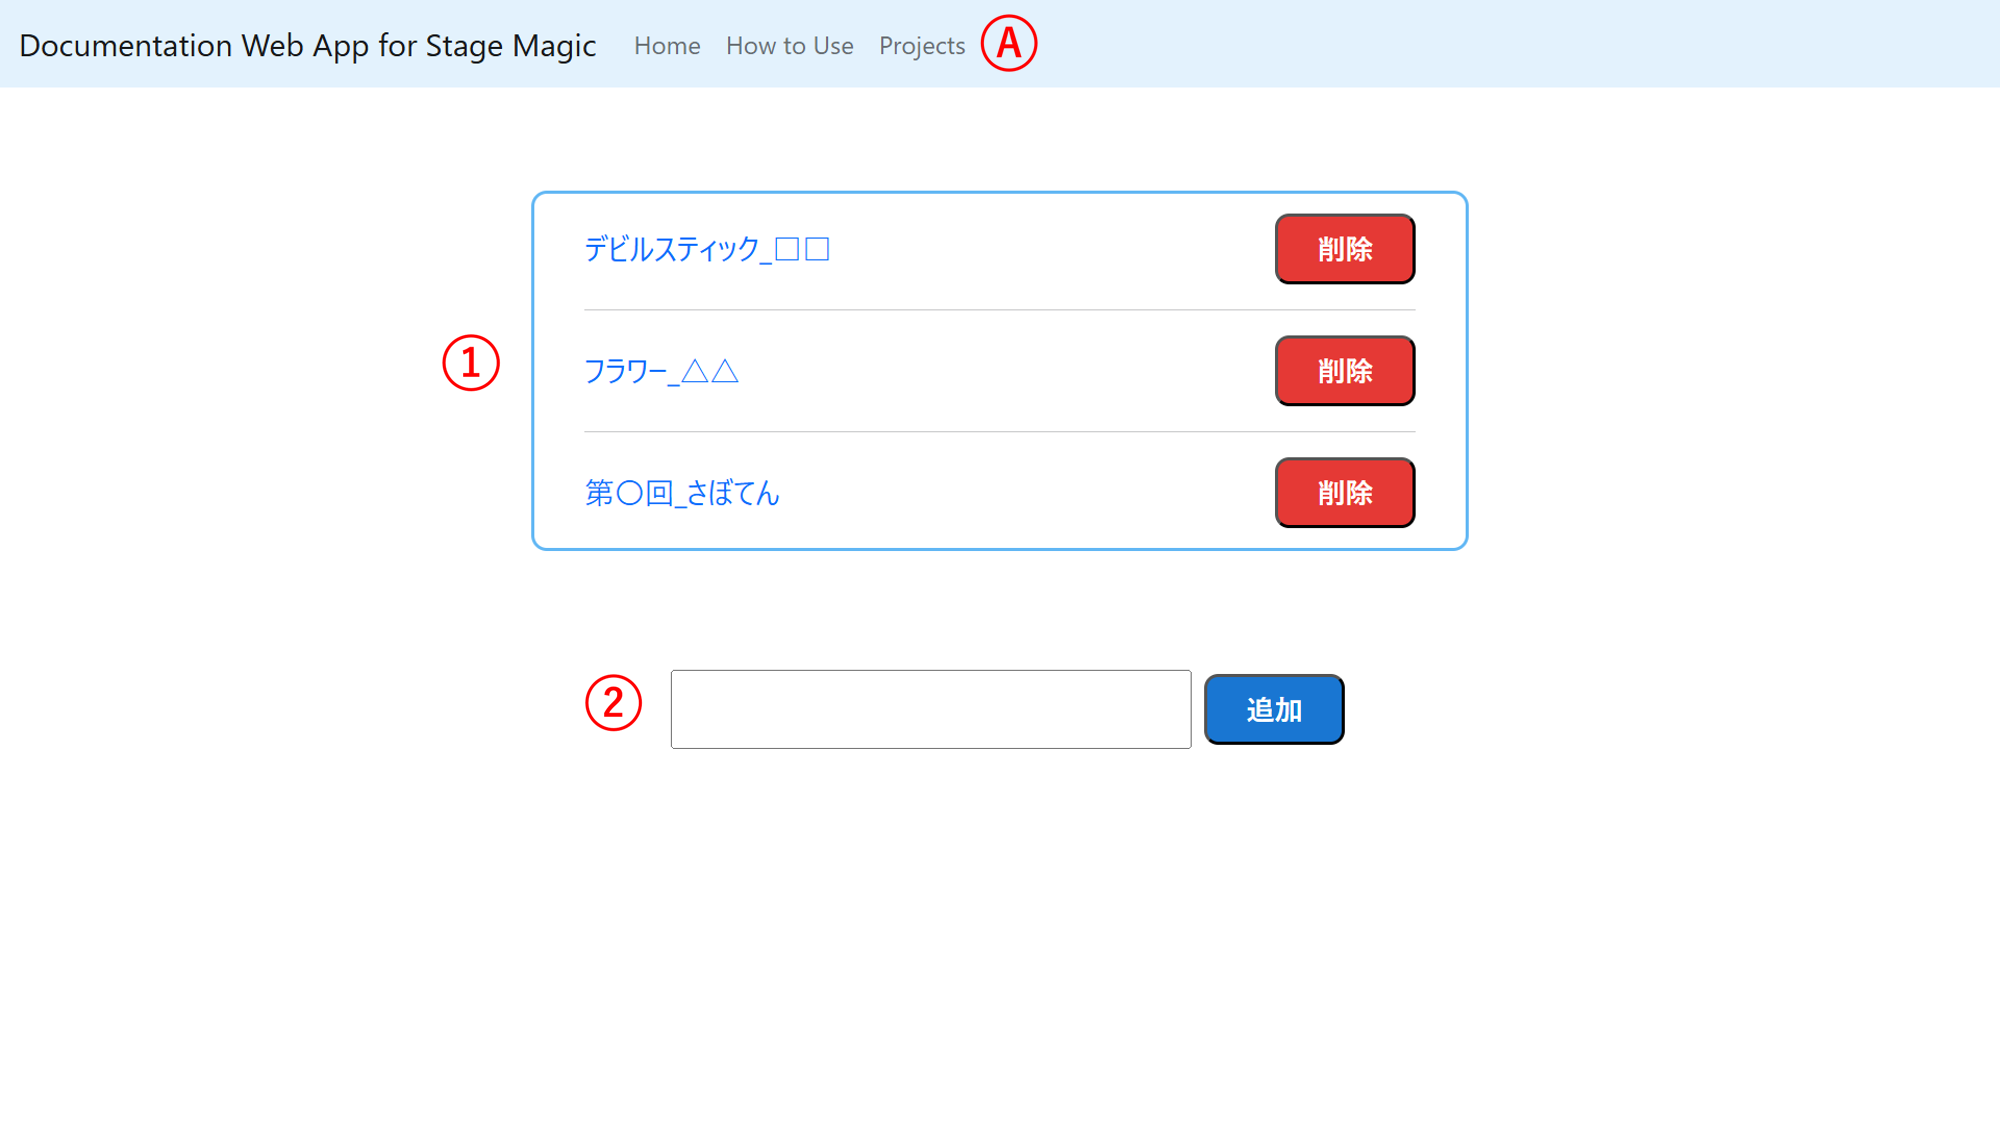 Documentation Web App for Stage Magic Home How to Use Projects Ⓐ
デビルスティック_□□ 削除
① フラワー_△△ 削除
第〇回_さぼてん 削除
② 追加